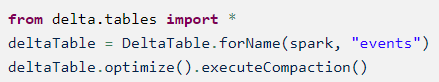 from delta.tables import *
deltaTable = DeltaTable.forName(spark, "events")
deltaTable.optimize().executeCompaction()